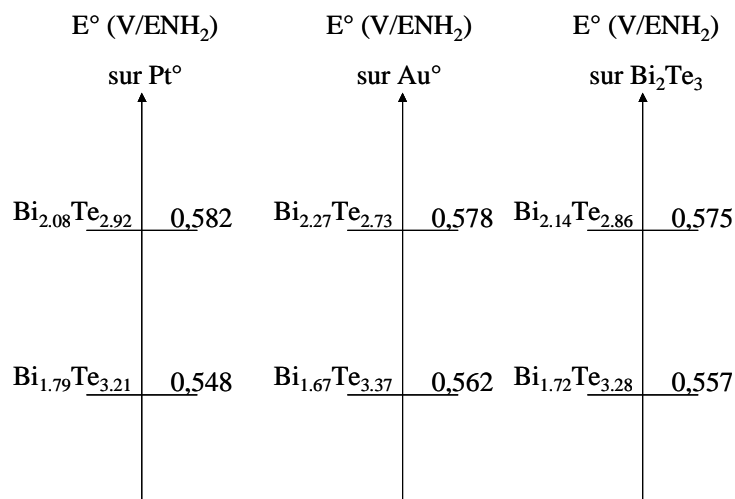 E° (V/ENH₂) E° (V/ENH₂) E° (V/ENH₂)
sur Pt° sur Au° sur Bi₂Te₃
Bi₂.₀₈Te₂.₉₂ 0,582 Bi₂.₂₇Te₂.₇₃ 0,578 Bi₂.₁₄Te₂.₈₆ 0,575
Bi₁.₇₉Te₃.₂₁ 0,548 Bi₁.₆₇Te₃.₃₇ 0,562 Bi₁.₇₂Te₃.₂₈ 0,557